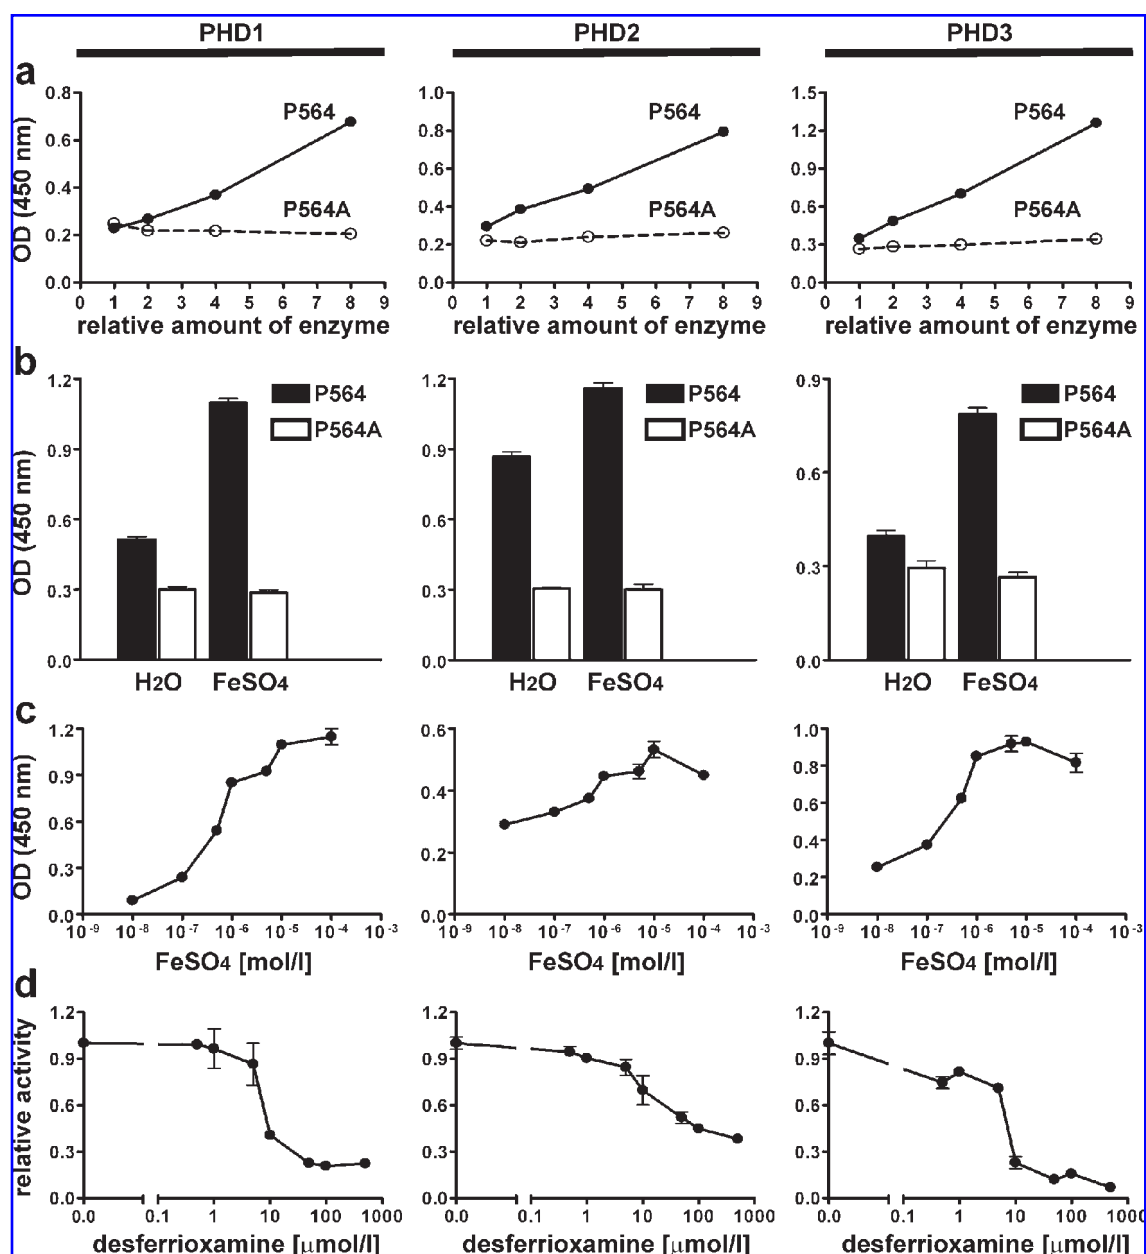 PHD1 PHD2 PHD3
a
OD (450 nm)
0.8 0.6 0.4 0.2 0.0
P564
P564A
0 1 2 3 4 5 6 7 8 9
relative amount of enzyme
1.0 0.8 0.6 0.4 0.2 0.0
P564
P564A
0 1 2 3 4 5 6 7 8 9
relative amount of enzyme
1.5 1.2 0.9 0.6 0.3 0.0
P564
P564A
0 1 2 3 4 5 6 7 8 9
relative amount of enzyme
b
OD (450 nm)
1.2 0.9 0.6 0.3 0.0
P564
P564A
H2O FeSO4
1.2 0.9 0.6 0.3 0.0
P564
P564A
H2O FeSO4
0.9 0.6 0.3 0.0
P564
P564A
H2O FeSO4
c
OD (450 nm)
1.2 0.9 0.6 0.3 0.0
10-9 10-8 10-7 10-6 10-5 10-4 10-3
FeSO4 [mol/l]
0.6 0.4 0.2 0.0
10-9 10-8 10-7 10-6 10-5 10-4 10-3
FeSO4 [mol/l]
1.0 0.8 0.6 0.4 0.2 0.0
10-9 10-8 10-7 10-6 10-5 10-4 10-3
FeSO4 [mol/l]
d
relative activity
1.2 0.9 0.6 0.3 0.0
0.0 0.1 1 10 100 1000
desferrioxamine [μmol/l]
1.2 0.9 0.6 0.3 0.0
0.0 0.1 1 10 100 1000
desferrioxamine [μmol/l]
1.2 0.9 0.6 0.3 0.0
0.0 0.1 1 10 100 1000
desferrioxamine [μmol/l]